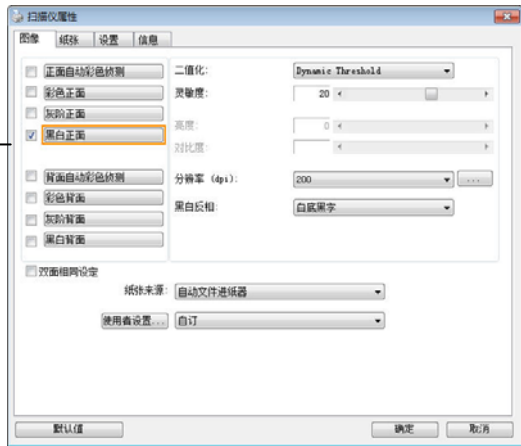 扫描仪属性
图像 纸张 设置 信息
正面自动彩色侦测
彩色正面
灰阶正面
黑白正面
背面自动彩色侦测
彩色背面
灰阶背面
黑白背面
二值化: Dynamic Threshold
灵敏度: 20
亮度: 0
对比度:
分辨率 (dpi): 200 ...
黑白反相: 白底黑字
双面相同设定
纸张来源: 自动文件进纸器
使用者设置... 自订
默认值 确定 取消